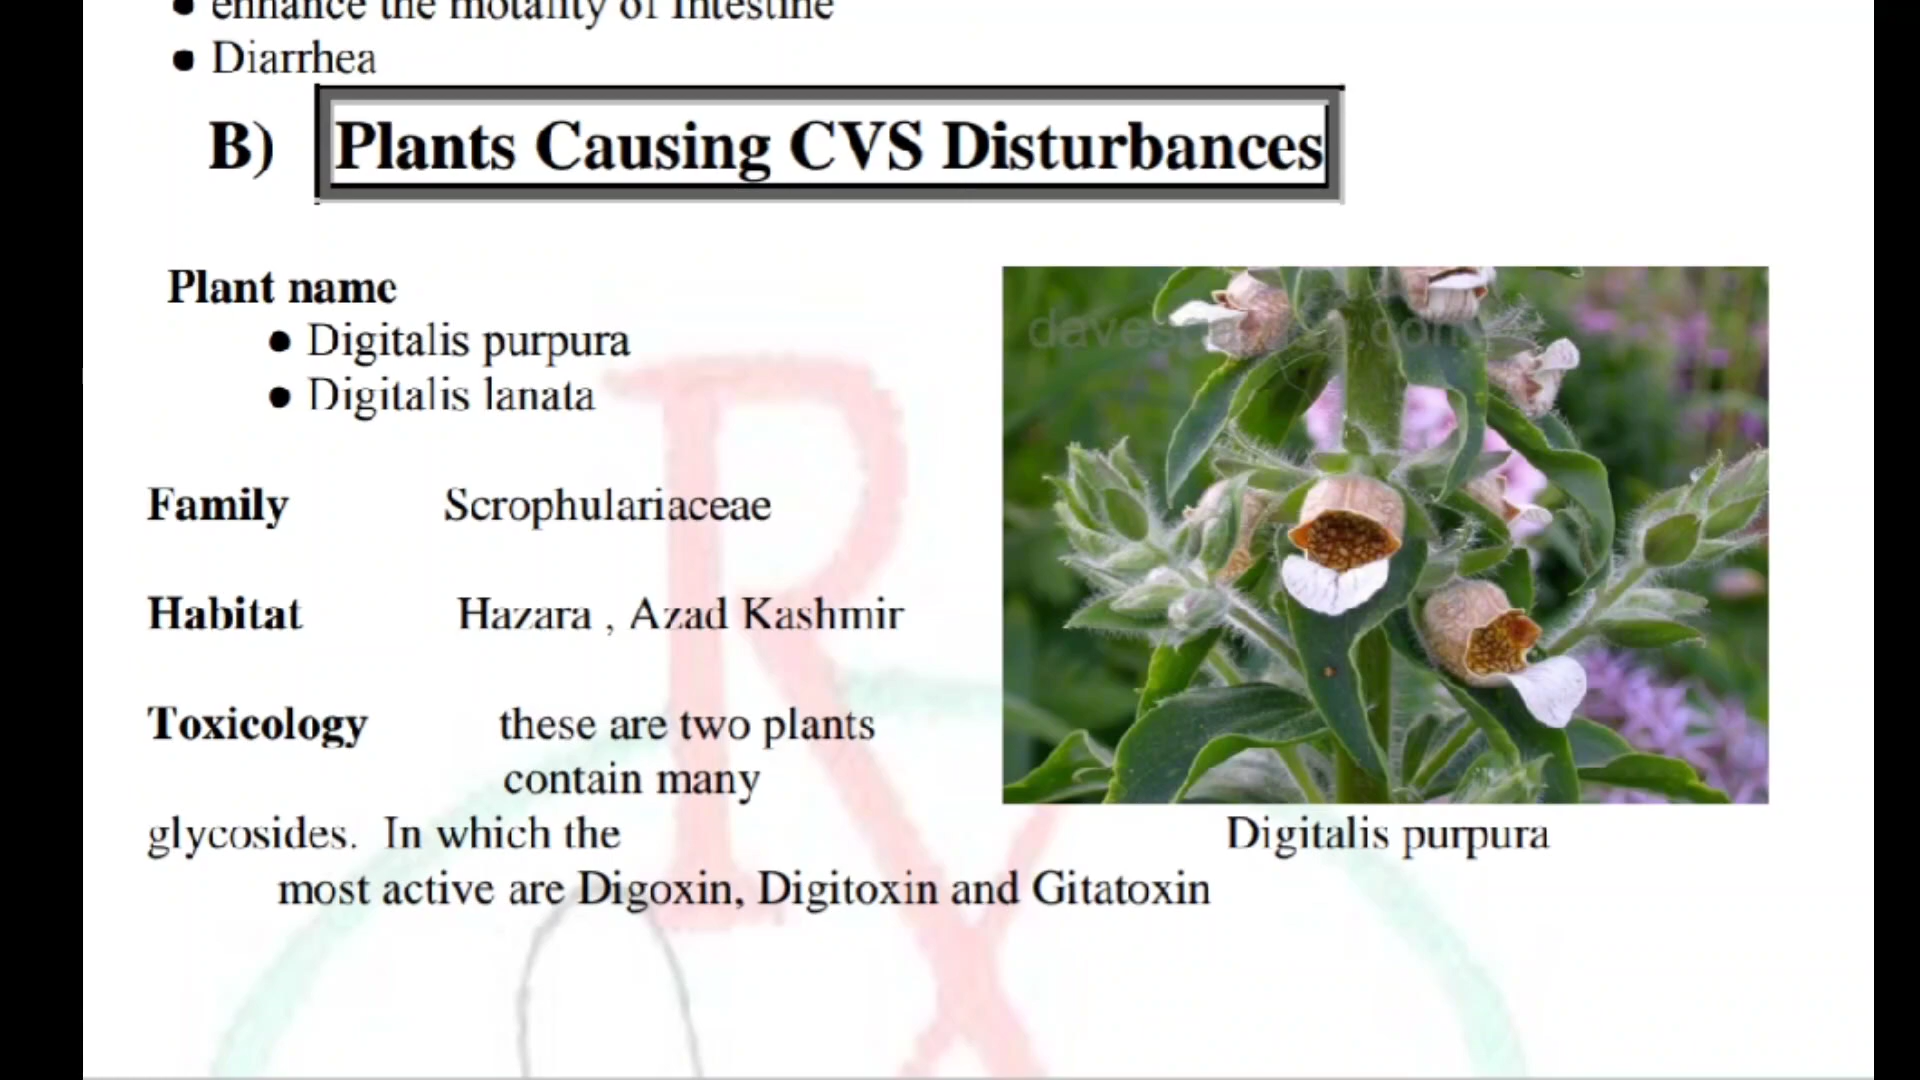 enhance the motality of Intestine
Diarrhea
B) Plants Causing CVS Disturbances
Plant name
Digitalis purpura
Digitalis lanata
Family Scrophulariaceae
Habitat Hazara , Azad Kashmir
Toxicology these are two plants
contain many
glycosides. In which the
most active are Digoxin, Digitoxin and Gitatoxin
Digitalis purpura